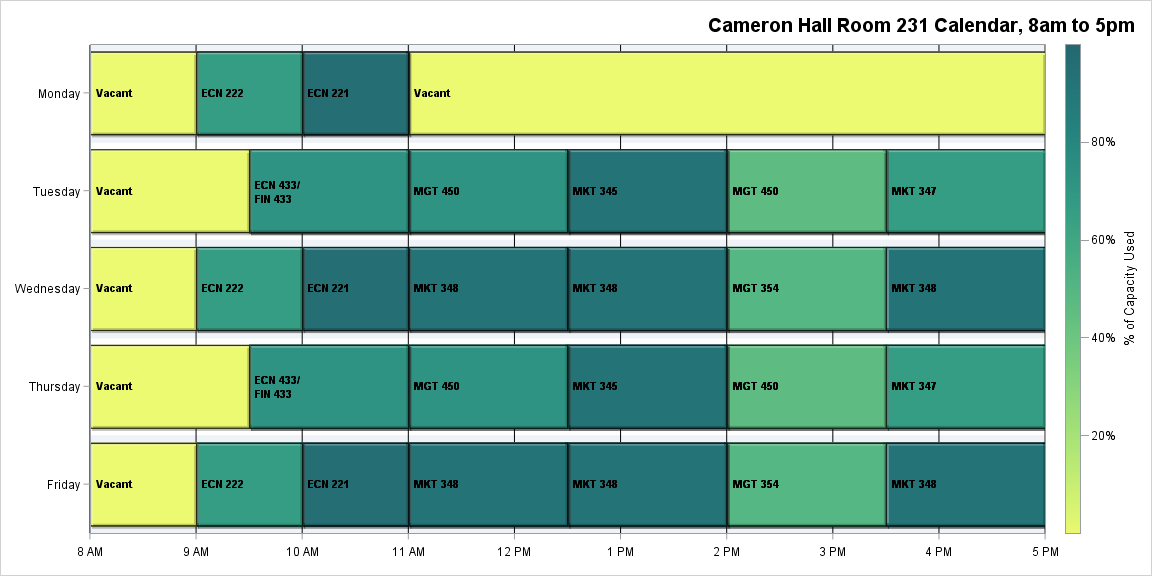 Cameron Hall Room 231 Calendar, 8am to 5pm
Monday
Vacant
ECN 222
ECN 221
Vacant
Tuesday
Vacant
ECN 433/
FIN 433
MGT 450
MKT 345
MGT 450
MKT 347
Wednesday
Vacant
ECN 222
ECN 221
MKT 348
MKT 348
MGT 354
MKT 348
Thursday
Vacant
ECN 433/
FIN 433
MGT 450
MKT 345
MGT 450
MKT 347
Friday
Vacant
ECN 222
ECN 221
MKT 348
MKT 348
MGT 354
MKT 348
8 AM
9 AM
10 AM
11 AM
12 PM
1 PM
2 PM
3 PM
4 PM
5 PM
80%
60%
40%
20%
% of Capacity Used